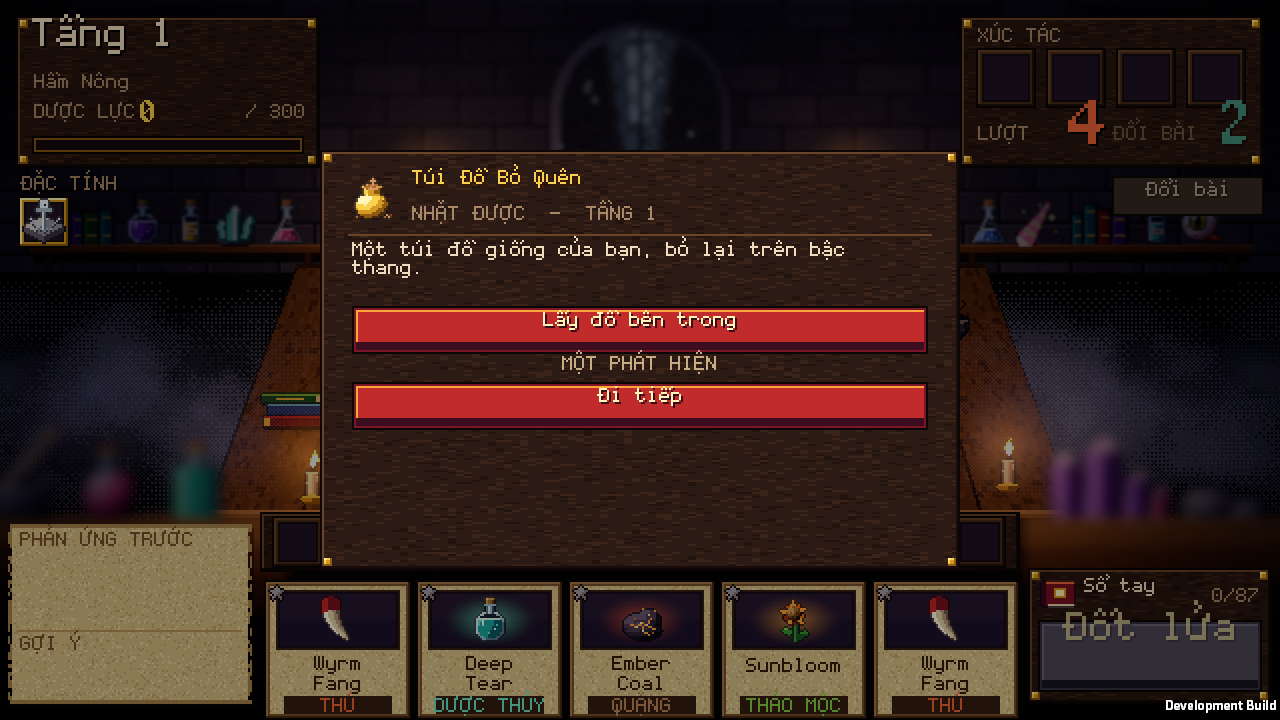 Tầng 1
Hầm Nông
DƯỢC LỰC 0 / 300
ĐẶC TÍNH
XÚC TÁC
LƯỢT 4 ĐỔI BÀI 2
Đổi bài
Túi Đồ Bỏ Quên
NHẶT ĐƯỢC – TẦNG 1
Một túi đồ giống của bạn, bỏ lại trên bậc
thang.
Lấy đồ bên trong
MỘT PHÁT HIỆN
Đi tiếp
PHẢN ỨNG TRƯỚC
GỢI Ý
Wyrm
Fang
THÚ
Deep
Tear
DƯỢC THỦY
Ember
Coal
QUẶNG
Sunbloom
THẢO MỘC
Wyrm
Fang
THÚ
Sổ tay
0/87
Đốt lửa
Development Build